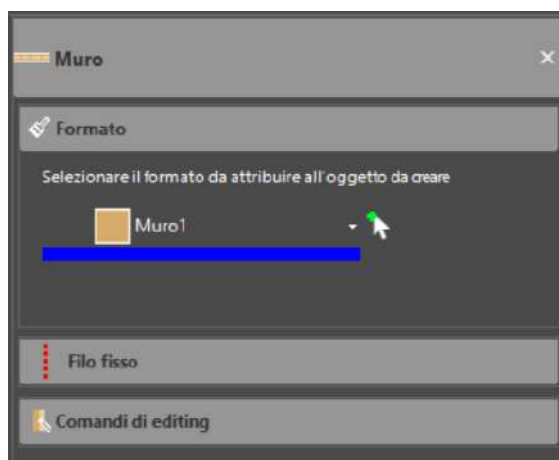 Muro
Formato
Selezionare il formato da attribuire all'oggetto da creare
Muro1
Filo fisso
Comandi di editing